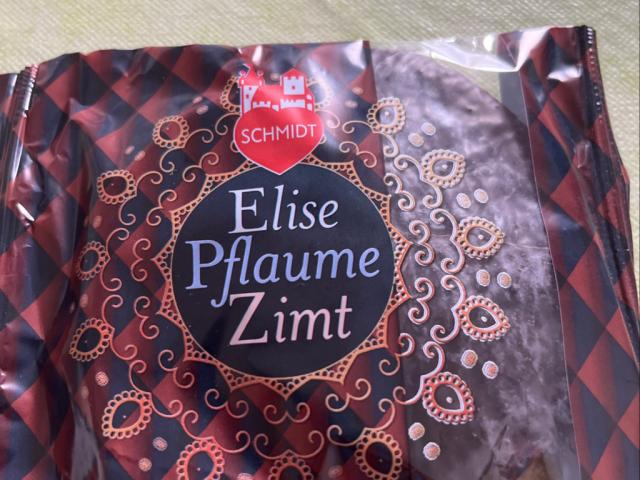 SCHMIDT
Elise
Pflaume
Zimt